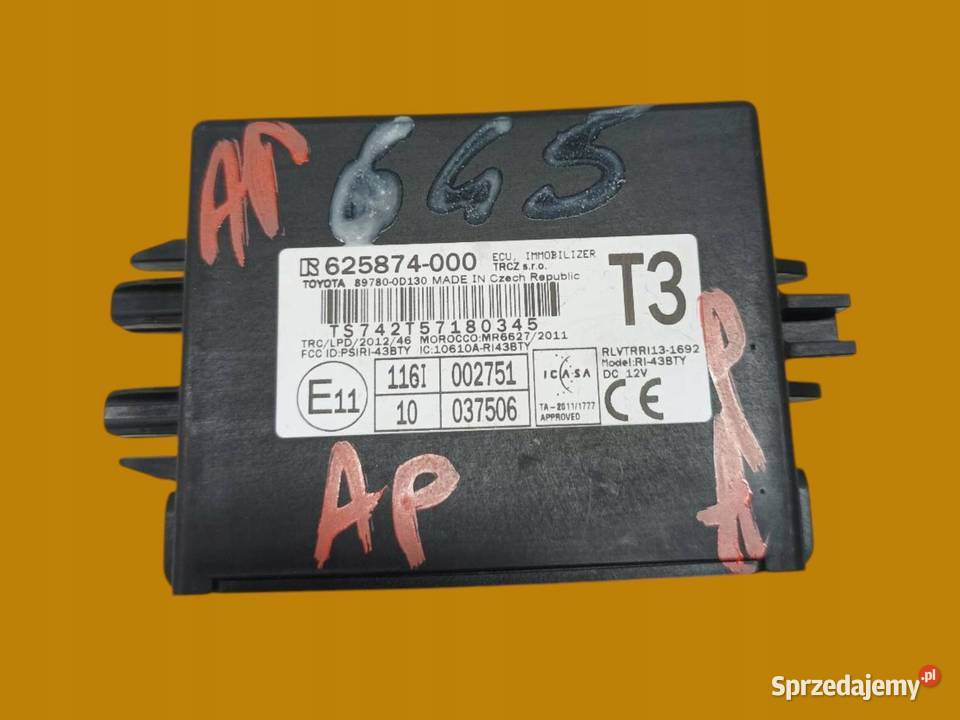 AP 645
625874-000 ECU, IMMOBILIZER
TRCZ s.r.o.
TOYOTA 89780-0D130 MADE IN Czech Republic
T3
TS742T57180345
TRC/LPD/2012/46 MOROCCO:MR6627/2011
FCC ID:PSIRI-43BTY IC:10610A-RI43BTY
RLVTRRI13-1692
Model:RI-43BTY
DC 12V
E11
116I 002751
10 037506
ICASA
TA-2011/1777
APPROVED
CE
AP
AP
Sprzedajemy.pl